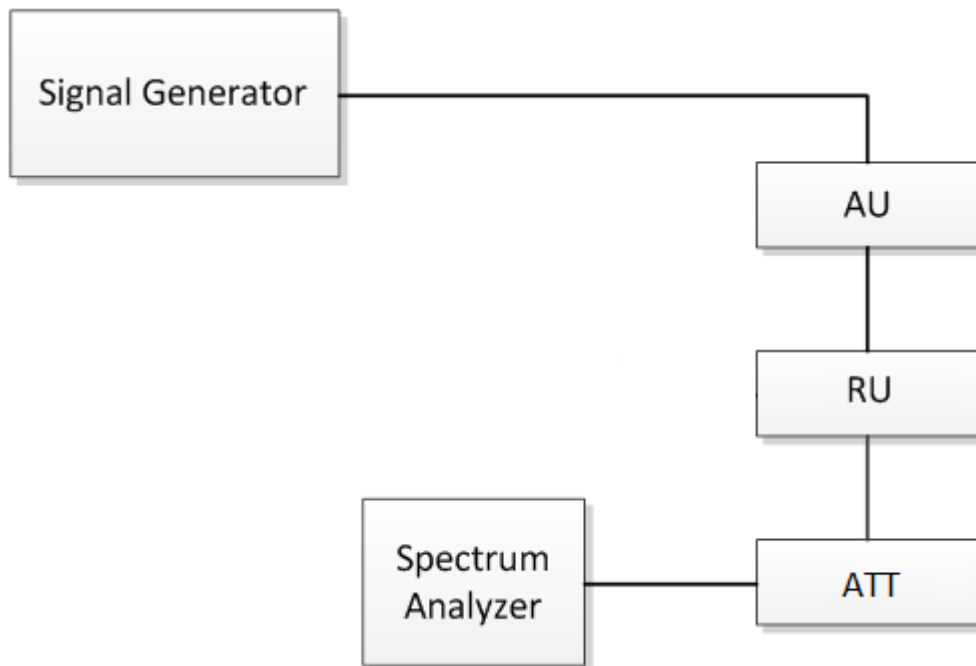 Signal Generator
AU
RU
Spectrum
Analyzer
ATT